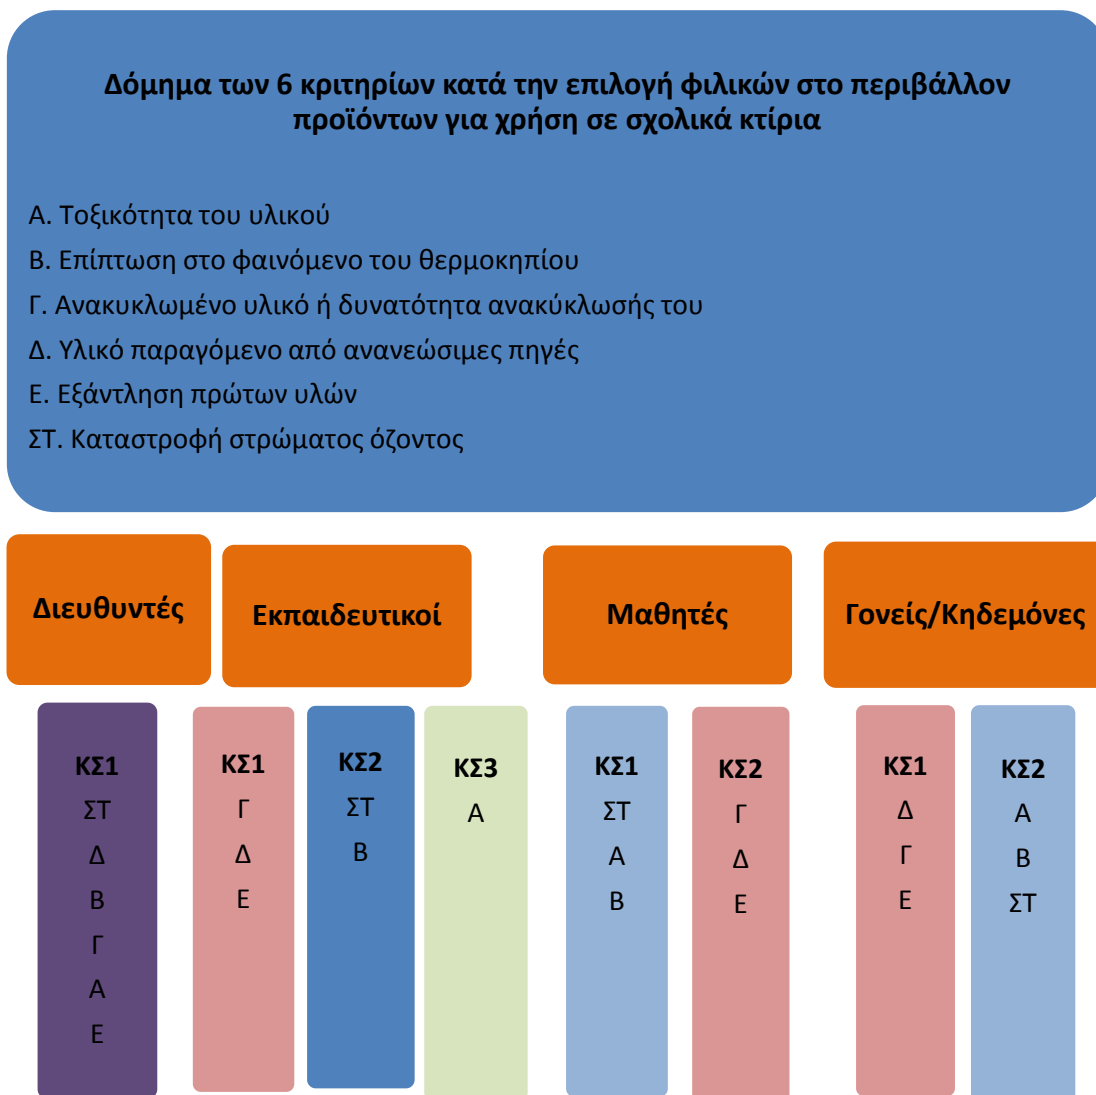 Δόμημα των 6 κριτηρίων κατά την επιλογή φιλικών στο περιβάλλον
προϊόντων για χρήση σε σχολικά κτίρια
Α. Τοξικότητα του υλικού
Β. Επίπτωση στο φαινόμενο του θερμοκηπίου
Γ. Ανακυκλωμένο υλικό ή δυνατότητα ανακύκλωσής του
Δ. Υλικό παραγόμενο από ανανεώσιμες πηγές
Ε. Εξάντληση πρώτων υλών
ΣΤ. Καταστροφή στρώματος όζοντος
Διευθυντές
Εκπαιδευτικοί
Μαθητές
Γονείς/Κηδεμόνες
ΚΣ1
ΣΤ
Δ
Β
Γ
Α
Ε
ΚΣ1
Γ
Δ
Ε
ΚΣ2
ΣΤ
Β
ΚΣ3
Α
ΚΣ1
ΣΤ
Α
Β
ΚΣ2
Γ
Δ
Ε
ΚΣ1
Δ
Γ
Ε
ΚΣ2
Α
Β
ΣΤ